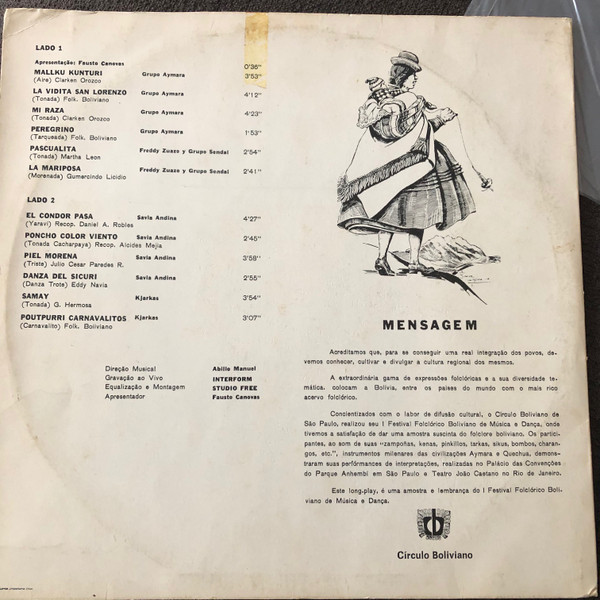 LADO 1
Apresentação: Fausto Canovas 0'36"
MALLKU KUNTURI Grupo Aymara 3'53"
(Aire) Clarken Orozco
LA VIDITA SAN LORENZO Grupo Aymara 4'12"
(Tonada) Folk. Boliviano
MI RAZA Grupo Aymara 4'23"
(Tonada) Clarken Orozco
PEREGRINO Grupo Aymara 1'53"
(Tarqueada) Folk. Boliviano
PASCUALITA Freddy Zuazo y Grupo Sendal 2'54"
(Tonada) Martha Leon
LA MARIPOSA Freddy Zuazo y Grupo Sendal 2'41"
(Morenada) Gumercindo Licidio
LADO 2
EL CONDOR PASA Savia Andina 4'27"
(Yaravi) Recop. Daniel A. Robles
PONCHO COLOR VIENTO Savia Andina 2'45"
(Tonada Cacharpaya) Recop. Alcides Mejia
PIEL MORENA Savia Andina 3'58"
(Triste) Julio Cesar Paredes R.
DANZA DEL SICURI Savia Andina 2'55"
(Danza Trote) Eddy Navia
SAMAY Kjarkas 3'54"
(Tonada) G. Hermosa
POUTPURRI CARNAVALITOS Kjarkas 3'07"
(Carnavalito) Folk. Boliviano
Direção Musical Abilio Manuel
Gravação ao Vivo INTERFORM
Equalização e Montagem STUDIO FREE
Apresentador Fausto Canovas
MENSAGEM
Acreditamos que, para se conseguir uma real integração dos povos, de-
vemos conhecer, cultivar e divulgar a cultura regional dos mesmos.
A extraordinária gama de expressões folclóricas e a sua diversidade te-
mática, colocam a Bolívia, entre os países do mundo com o mais rico
acervo folclórico.
Concientizados com o labor de difusão cultural, o Círculo Boliviano de
São Paulo, realizou seu I Festival Folclórico Boliviano de Música e Dança, onde
tivemos a satisfação de dar uma amostra suscinta do folclore boliviano. Os partici-
pantes, ao som de suas "zampoñas, kenas, pinkillos, tarkas, sikus, bombos, charan-
gos, etc.", instrumentos milenares das civilizações Aymara e Quechua, demons-
traram suas performances de interpretações, realizadas no Palácio das Convenções
do Parque Anhembi em São Paulo e Teatro João Caetano no Rio de Janeiro.
Este long.play, é uma amostra e lembrança do I Festival Folclórico Boli-
viano de Música e Dança.
Círculo Boliviano